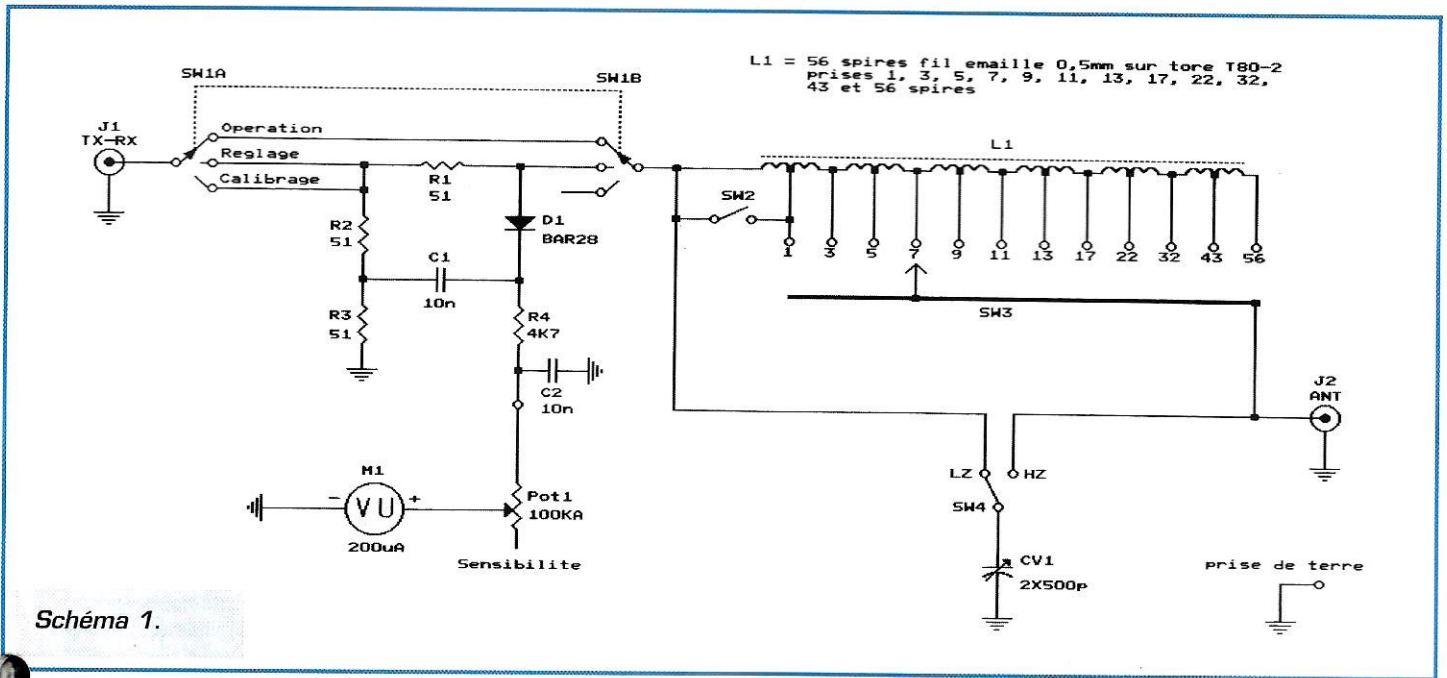 L1 = 56 spires fil emaille 0,5mm sur tore T80-2
prises 1, 3, 5, 7, 9, 11, 13, 17, 22, 32,
43 et 56 spires
SW1A
SW1B
J1
TX-RX
Operation
Reglage
Calibrage
R1
51
L1
SW2
R2
51
D1
BAR28
C1
10n
1 3 5 7 9 11 13 17 22 32 43 56
R3
51
R4
4K7
SW3
C2
10n
J2
ANT
M1
- VU +
200uA
Pot1
100KA
Sensibilite
LZ
HZ
SW4
CV1
2X500p
prise de terre
Schéma 1.